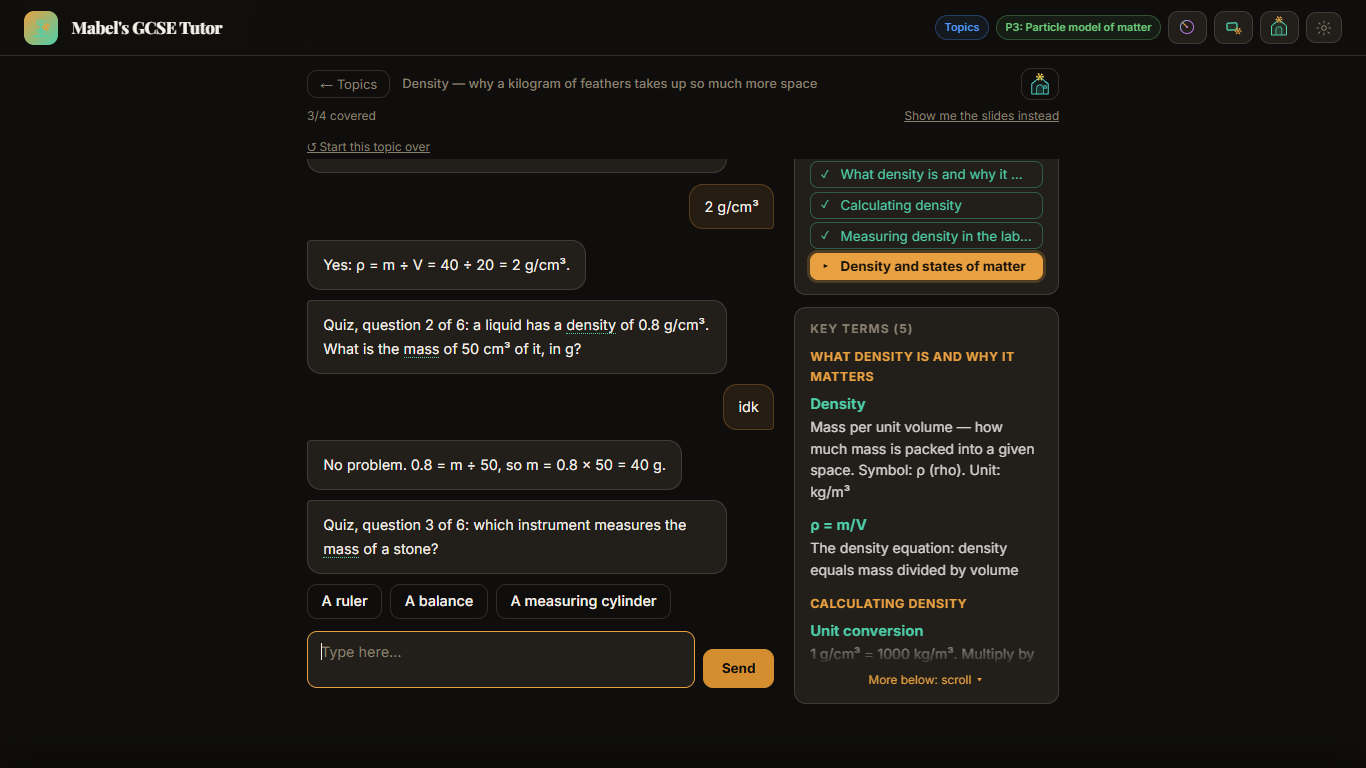 Mabel's GCSE Tutor
Topics
P3: Particle model of matter
← Topics
Density — why a kilogram of feathers takes up so much more space
3/4 covered
Show me the slides instead
↺ Start this topic over
2 g/cm³
Yes: ρ = m ÷ V = 40 ÷ 20 = 2 g/cm³.
Quiz, question 2 of 6: a liquid has a density of 0.8 g/cm³.
What is the mass of 50 cm³ of it, in g?
idk
No problem. 0.8 = m ÷ 50, so m = 0.8 × 50 = 40 g.
Quiz, question 3 of 6: which instrument measures the
mass of a stone?
A ruler
A balance
A measuring cylinder
Type here...
Send
✓ What density is and why it ...
✓ Calculating density
✓ Measuring density in the lab...
▸ Density and states of matter
KEY TERMS (5)
WHAT DENSITY IS AND WHY IT
MATTERS
Density
Mass per unit volume — how
much mass is packed into a given
space. Symbol: ρ (rho). Unit:
kg/m³
ρ = m/V
The density equation: density
equals mass divided by volume
CALCULATING DENSITY
Unit conversion
1 g/cm³ = 1000 kg/m³. Multiply by
More below: scroll ▾